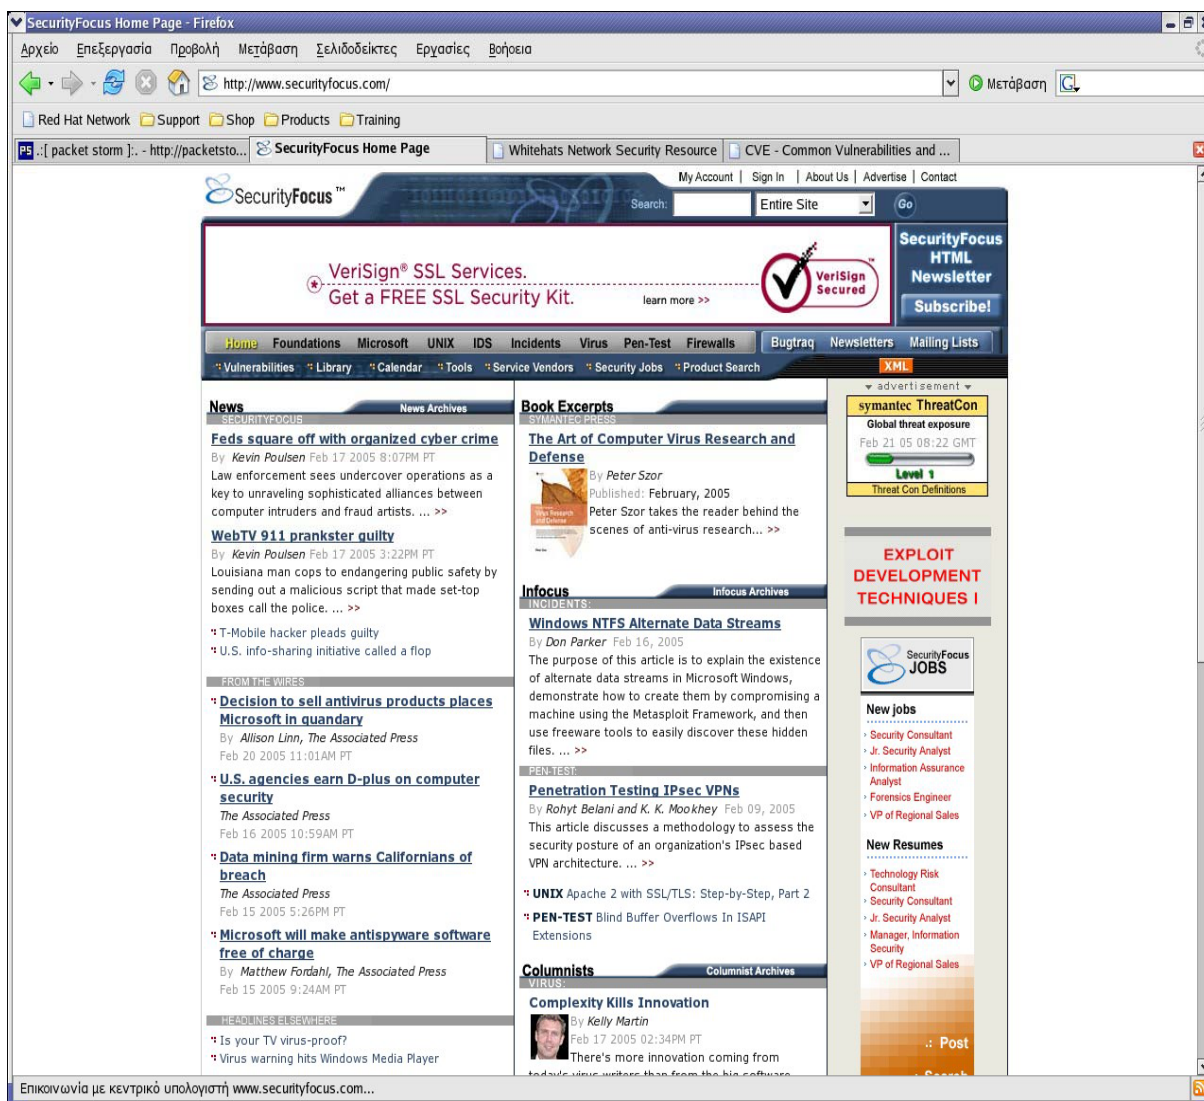 SecurityFocus Home Page - Firefox
Αρχείο Επεξεργασία Προβολή Μετάβαση Σελιδοδείκτες Εργασίες Βοήθεια
http://www.securityfocus.com/ Μετάβαση G
Red Hat Network Support Shop Products Training
PS .:[ packet storm ]:. - http://packetsto... SecurityFocus Home Page Whitehats Network Security Resource CVE - Common Vulnerabilities and ...
My Account | Sign In | About Us | Advertise | Contact
SecurityFocus ™
Search: Entire Site Go
VeriSign® SSL Services.
Get a FREE SSL Security Kit.
learn more >>
VeriSign Secured ™
SecurityFocus
HTML
Newsletter
Subscribe!
Home Foundations Microsoft UNIX IDS Incidents Virus Pen-Test Firewalls Bugtraq Newsletters Mailing Lists
Vulnerabilities Library Calendar Tools Service Vendors Security Jobs Product Search XML
News News Archives
SECURITYFOCUS
Feds square off with organized cyber crime
By Kevin Poulsen Feb 17 2005 8:07PM PT
Law enforcement sees undercover operations as a
key to unraveling sophisticated alliances between
computer intruders and fraud artists. ... >>
WebTV 911 prankster guilty
By Kevin Poulsen Feb 17 2005 3:22PM PT
Louisiana man cops to endangering public safety by
sending out a malicious script that made set-top
boxes call the police. ... >>
T-Mobile hacker pleads guilty
U.S. info-sharing initiative called a flop
FROM THE WIRES
Decision to sell antivirus products places
Microsoft in quandary
By Allison Linn, The Associated Press
Feb 20 2005 11:01AM PT
U.S. agencies earn D-plus on computer
security
The Associated Press
Feb 16 2005 10:59AM PT
Data mining firm warns Californians of
breach
The Associated Press
Feb 15 2005 5:26PM PT
Microsoft will make antispyware software
free of charge
By Matthew Fordahl, The Associated Press
Feb 15 2005 9:24AM PT
HEADLINES ELSEWHERE
Is your TV virus-proof?
Virus warning hits Windows Media Player
Book Excerpts
SYMANTEC PRESS
The Art of Computer Virus Research and
Defense
By Peter Szor
Published: February, 2005
Peter Szor takes the reader behind the
scenes of anti-virus research... >>
Infocus Infocus Archives
INCIDENTS:
Windows NTFS Alternate Data Streams
By Don Parker Feb 16, 2005
The purpose of this article is to explain the existence
of alternate data streams in Microsoft Windows,
demonstrate how to create them by compromising a
machine using the Metasploit Framework, and then
use freeware tools to easily discover these hidden
files. ... >>
PEN-TEST:
Penetration Testing IPsec VPNs
By Rohyt Belani and K. K. Mookhey Feb 09, 2005
This article discusses a methodology to assess the
security posture of an organization's IPsec based
VPN architecture. ... >>
UNIX Apache 2 with SSL/TLS: Step-by-Step, Part 2
PEN-TEST Blind Buffer Overflows In ISAPI
Extensions
Columnists Columnist Archives
VIRUS:
Complexity Kills Innovation
By Kelly Martin
Feb 17 2005 02:34PM PT
There's more innovation coming from
today's virus writers than from the big software
advertisement
symantec ThreatCon
Global threat exposure
Feb 21 05 08:22 GMT
Level 1
Threat Con Definitions
EXPLOIT
DEVELOPMENT
TECHNIQUES I
SecurityFocus
JOBS
New jobs
Security Consultant
Jr. Security Analyst
Information Assurance
Analyst
Forensics Engineer
VP of Regional Sales
New Resumes
Technology Risk
Consultant
Security Consultant
Jr. Security Analyst
Manager, Information
Security
VP of Regional Sales
.: Post
.: Search
Επικοινωνία με κεντρικό υπολογιστή www.securityfocus.com...